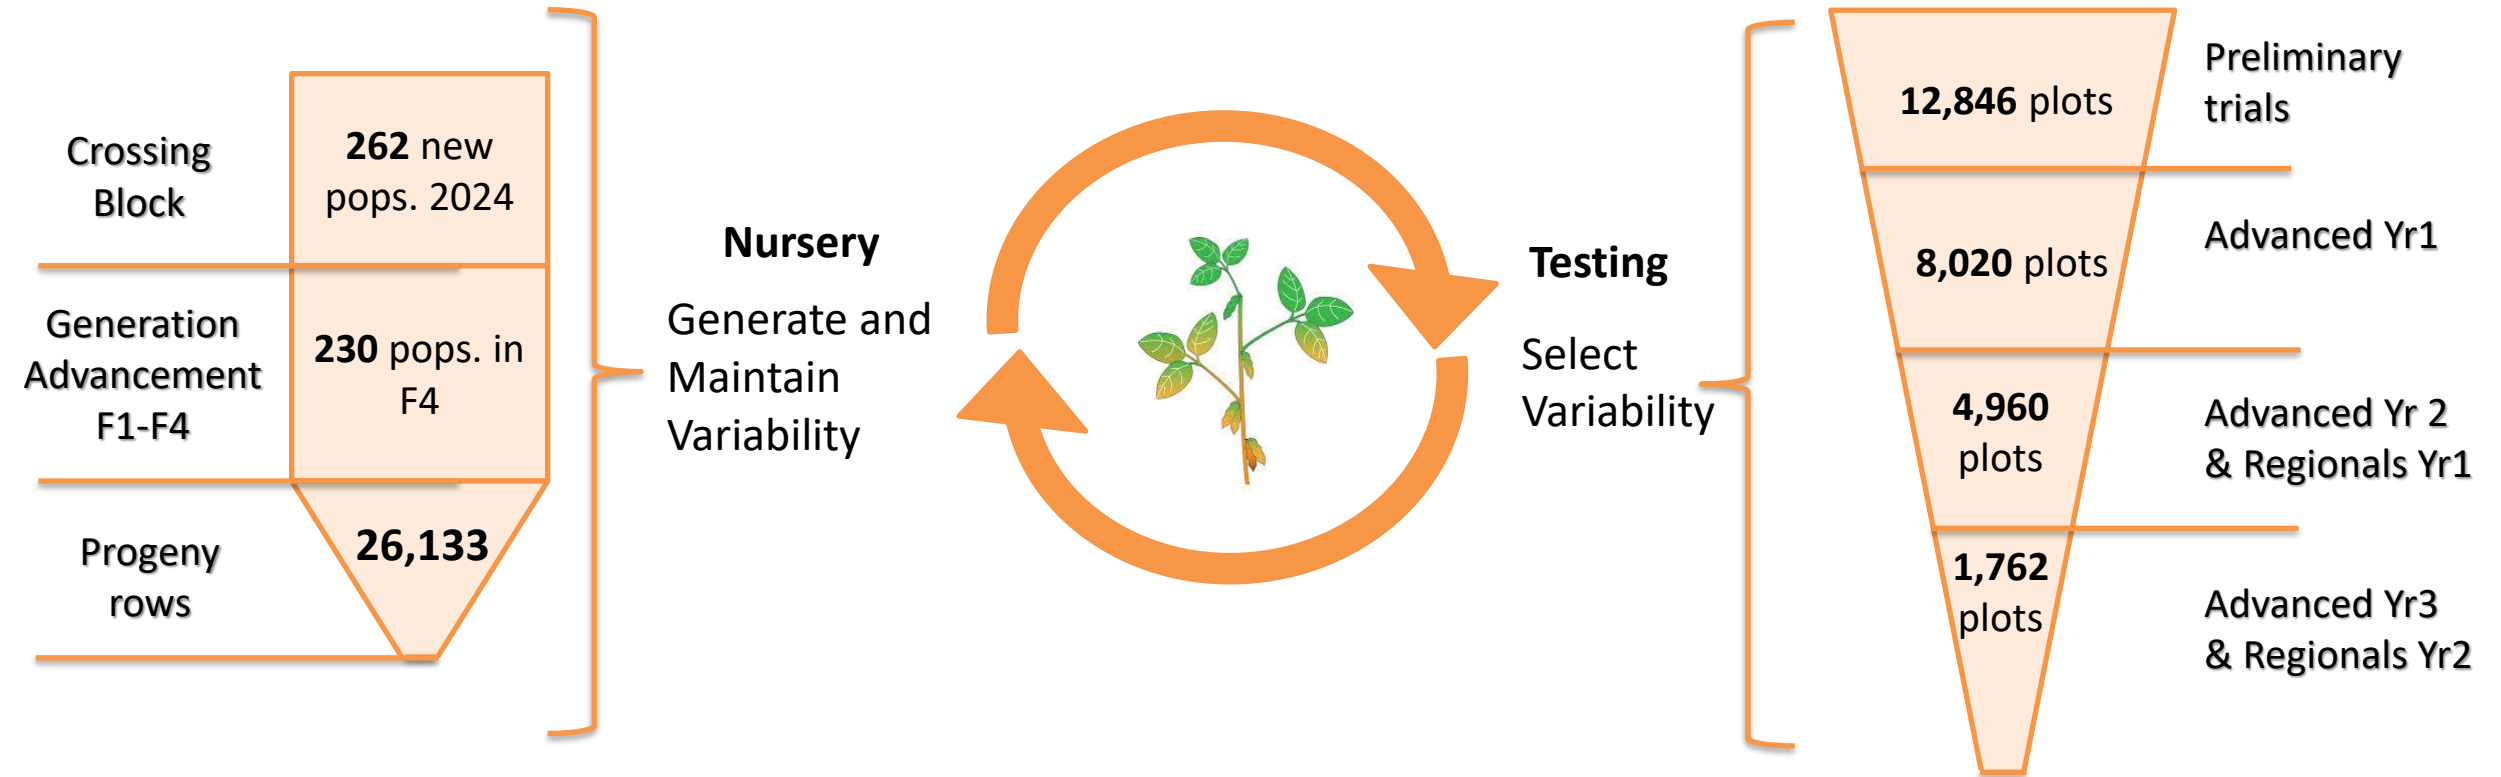 Crossing
Block
262 new
pops. 2024
Generation
Advancement
F1-F4
230 pops. in
F4
Progeny
rows
26,133
Nursery
Generate and
Maintain
Variability
Testing
Select
Variability
12,846 plots
Preliminary
trials
8,020 plots
Advanced Yr1
4,960
plots
Advanced Yr 2
& Regionals Yr1
1,762
plots
Advanced Yr3
& Regionals Yr2